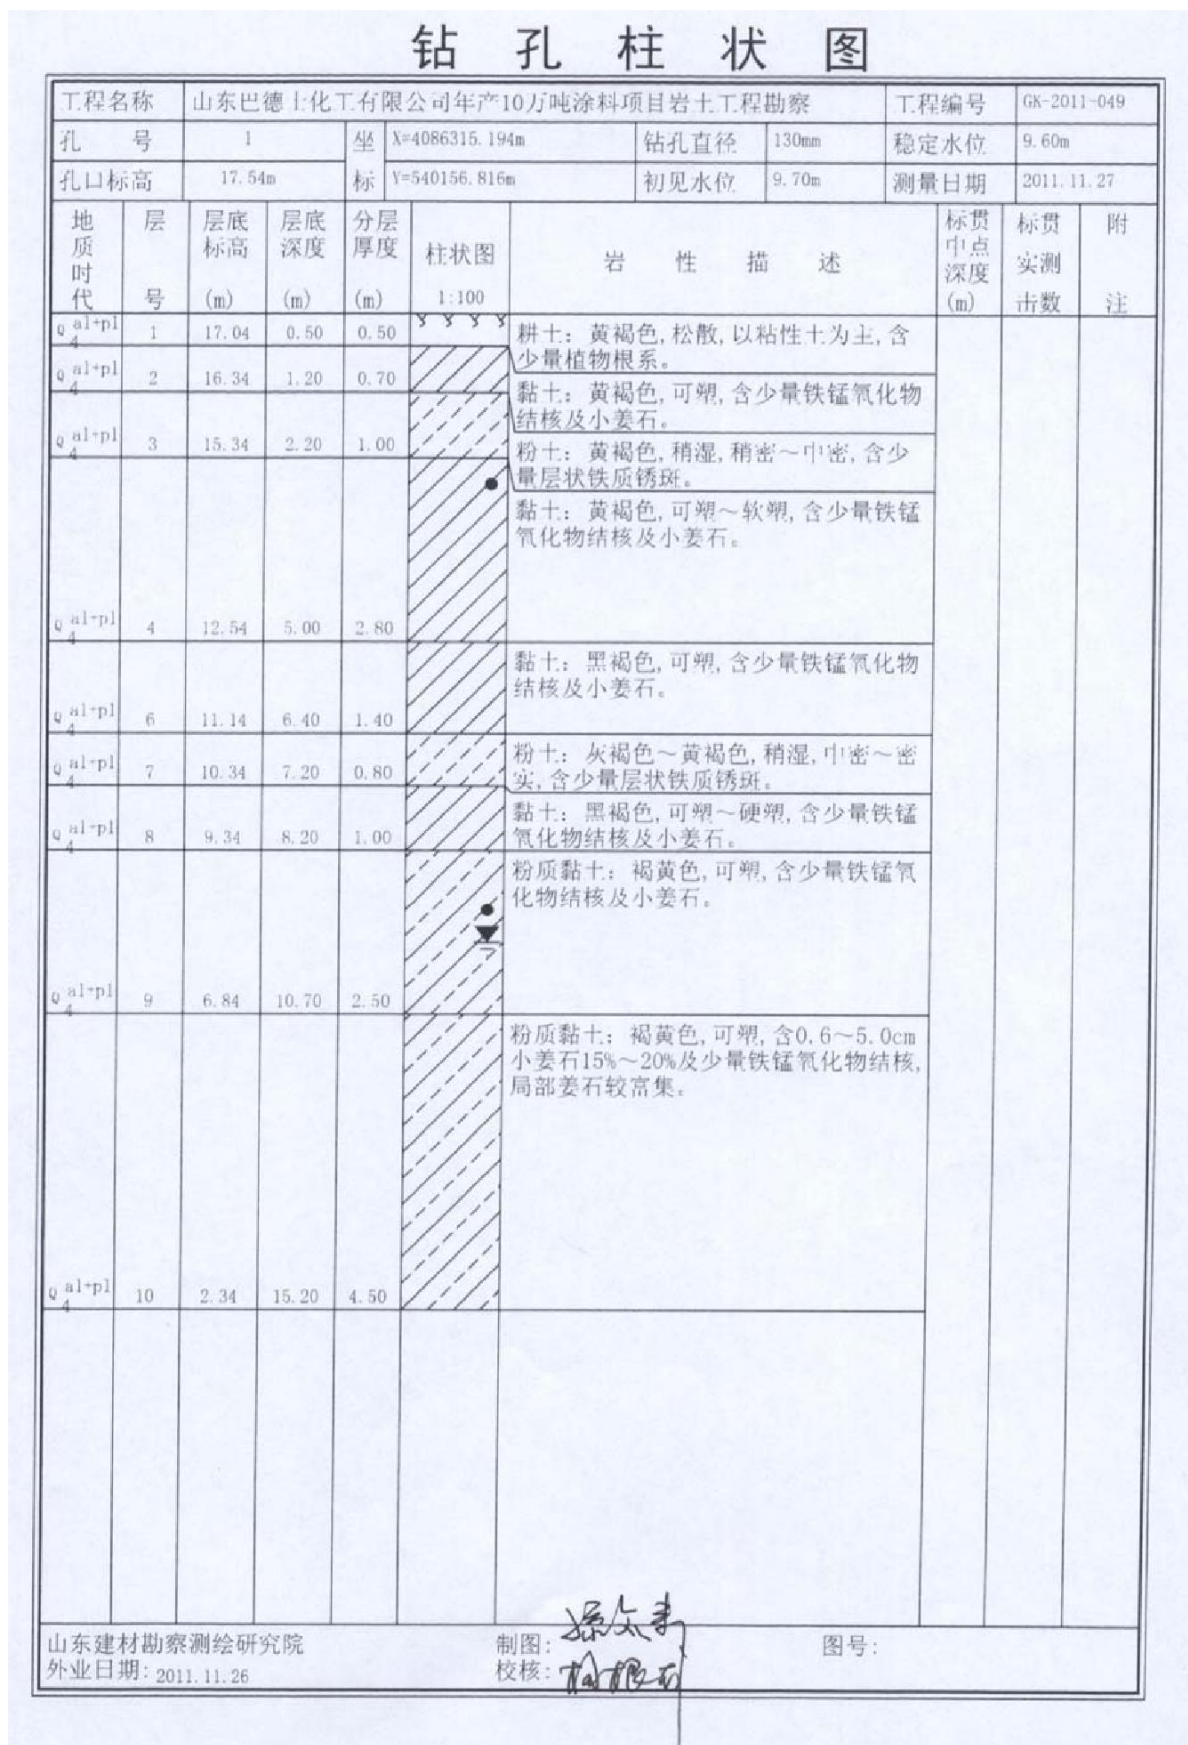 钻孔柱状图
工程名称 山东巴德士化工有限公司年产10万吨涂料项目岩土工程勘察 工程编号 GK-2011-049
孔号 1 坐标 X=4086315.194m 钻孔直径 130mm 稳定水位 9.60m
孔口标高 17.54m Y=540156.816m 初见水位 9.70m 测量日期 2011.11.27
地质时代 层号 层底标高(m) 层底深度(m) 分层厚度(m) 柱状图 1:100 岩性描述 标贯中点深度(m) 标贯实测击数 附注
Q4 al+pl 1 17.04 0.50 0.50 耕土：黄褐色,松散,以粘性土为主,含
少量植物根系。
Q4 al+pl 2 16.34 1.20 0.70 黏土：黄褐色,可塑,含少量铁锰氧化物
结核及小姜石。
Q4 al+pl 3 15.34 2.20 1.00 粉土：黄褐色,稍湿,稍密～中密,含少
量层状铁质锈斑。
Q4 al+pl 4 12.54 5.00 2.80 黏土：黄褐色,可塑～软塑,含少量铁锰
氧化物结核及小姜石。
Q4 al+pl 6 11.14 6.40 1.40 黏土：黑褐色,可塑,含少量铁锰氧化物
结核及小姜石。
Q4 al+pl 7 10.34 7.20 0.80 粉土：灰褐色～黄褐色,稍湿,中密～密
实,含少量层状铁质锈斑。
Q4 al+pl 8 9.34 8.20 1.00 黏土：黑褐色,可塑～硬塑,含少量铁锰
氧化物结核及小姜石。
Q4 al+pl 9 6.84 10.70 2.50 粉质黏土：褐黄色,可塑,含少量铁锰氧
化物结核及小姜石。
Q4 al+pl 10 2.34 15.20 4.50 粉质黏土：褐黄色,可塑,含0.6～5.0cm
小姜石15%～20%及少量铁锰氧化物结核,
局部姜石较富集。
山东建材勘察测绘研究院 制图： 图号：
外业日期：2011.11.26 校核：